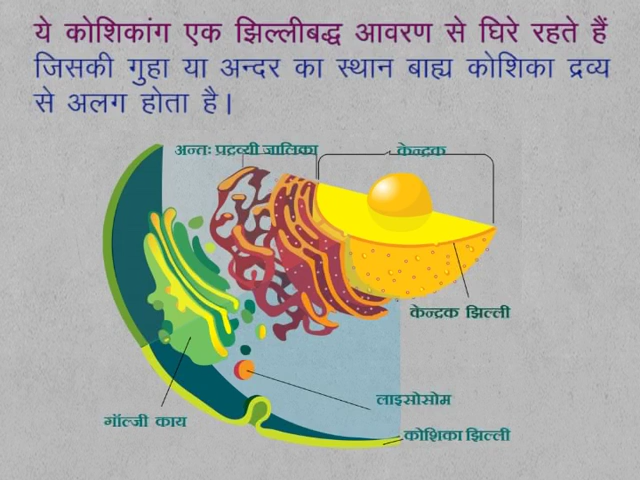 ये कोशिकांग एक झिल्लीबद्ध आवरण से घिरे रहते हैं
जिसकी गुहा या अन्दर का स्थान बाह्य कोशिका द्रव्य
से अलग होता है।
अन्तः प्रद्रव्यी जालिका
केन्द्रक
केन्द्रक झिल्ली
लाइसोसोम
गॉल्जी काय
कोशिका झिल्ली